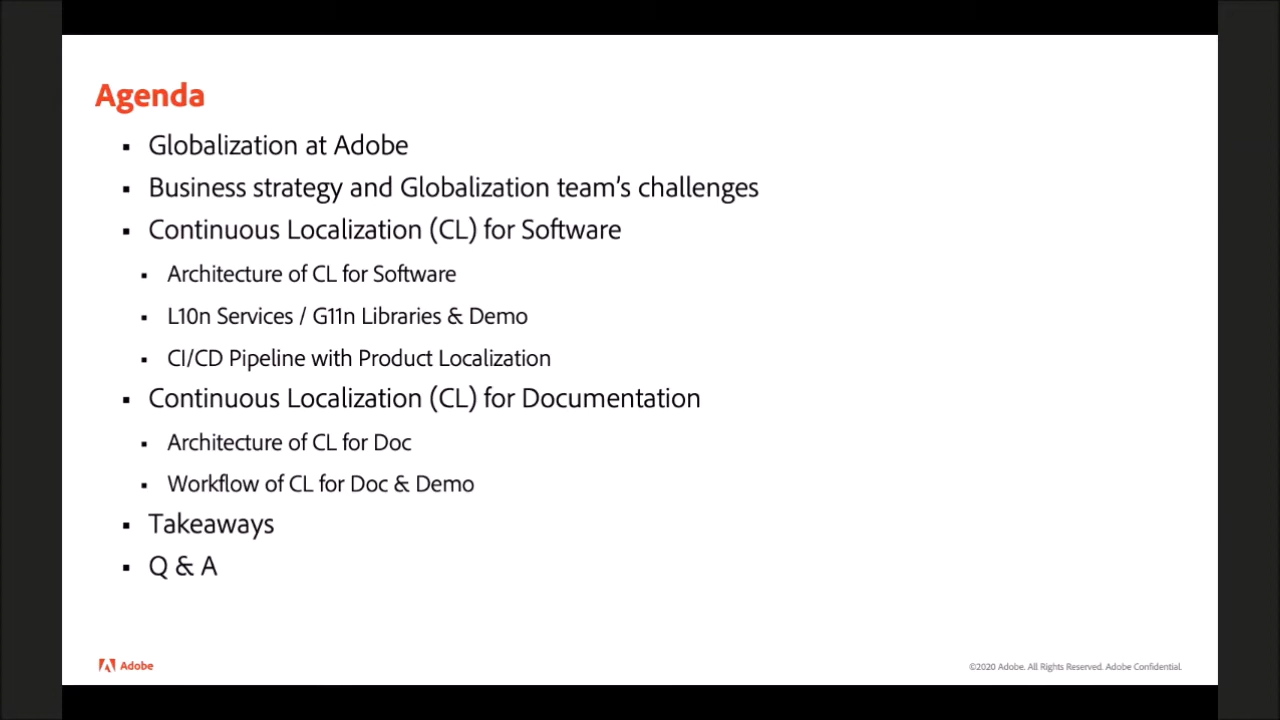 Agenda
▪ Globalization at Adobe
▪ Business strategy and Globalization team's challenges
▪ Continuous Localization (CL) for Software
▪ Architecture of CL for Software
▪ L10n Services / G11n Libraries & Demo
▪ CI/CD Pipeline with Product Localization
▪ Continuous Localization (CL) for Documentation
▪ Architecture of CL for Doc
▪ Workflow of CL for Doc & Demo
▪ Takeaways
▪ Q & A
Adobe
©2020 Adobe. All Rights Reserved. Adobe Confidential.